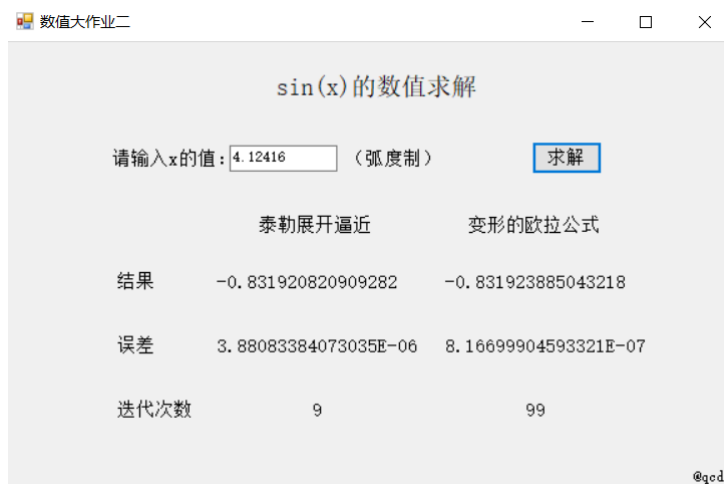 数值大作业二
sin(x)的数值求解
请输入x的值:4.12416 （弧度制） 求解
泰勒展开逼近 变形的欧拉公式
结果 -0.831920820909282 -0.831923885043218
误差 3.88083384073035E-06 8.16699904593321E-07
迭代次数 9 99
@qcd